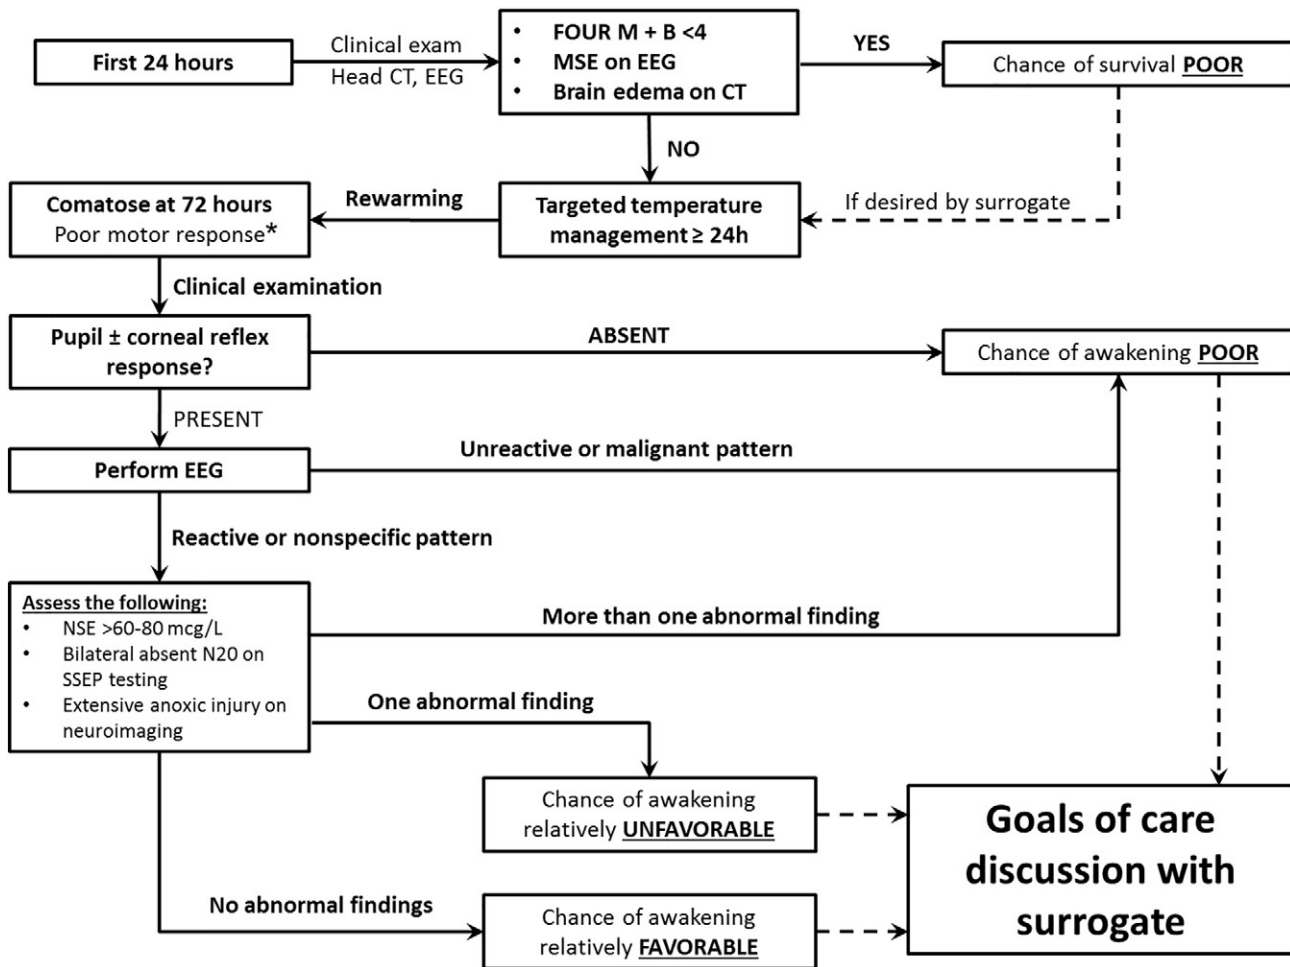 First 24 hours
Clinical exam
Head CT, EEG
• FOUR M + B <4
• MSE on EEG
• Brain edema on CT
YES
Chance of survival POOR
NO
If desired by surrogate
Targeted temperature
management ≥ 24h
Rewarming
Comatose at 72 hours
Poor motor response*
Clinical examination
Pupil ± corneal reflex
response?
ABSENT
Chance of awakening POOR
PRESENT
Perform EEG
Unreactive or malignant pattern
Reactive or nonspecific pattern
Assess the following:
• NSE >60-80 mcg/L
• Bilateral absent N20 on
SSEP testing
• Extensive anoxic injury on
neuroimaging
More than one abnormal finding
One abnormal finding
Chance of awakening
relatively UNFAVORABLE
No abnormal findings
Chance of awakening
relatively FAVORABLE
Goals of care
discussion with
surrogate